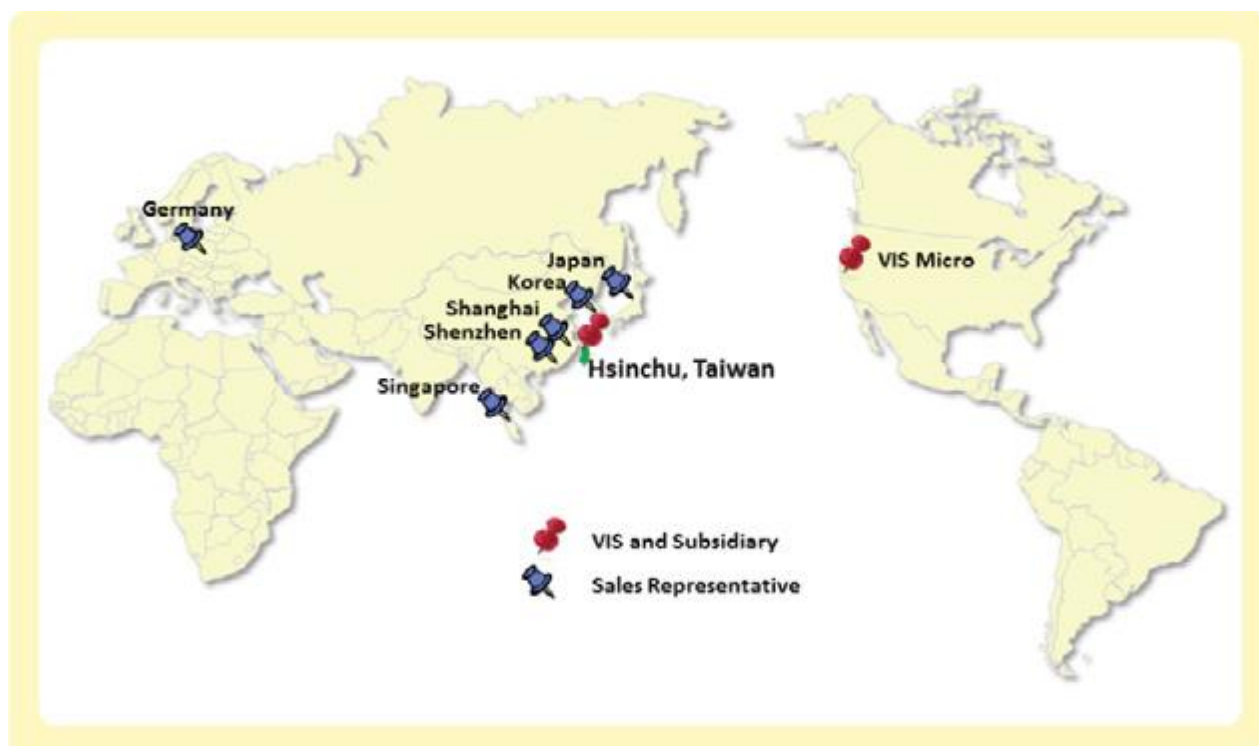 Germany
Japan
Korea
Shanghai
Shenzhen
Singapore
Hsinchu, Taiwan
VIS Micro
VIS and Subsidiary
Sales Representative